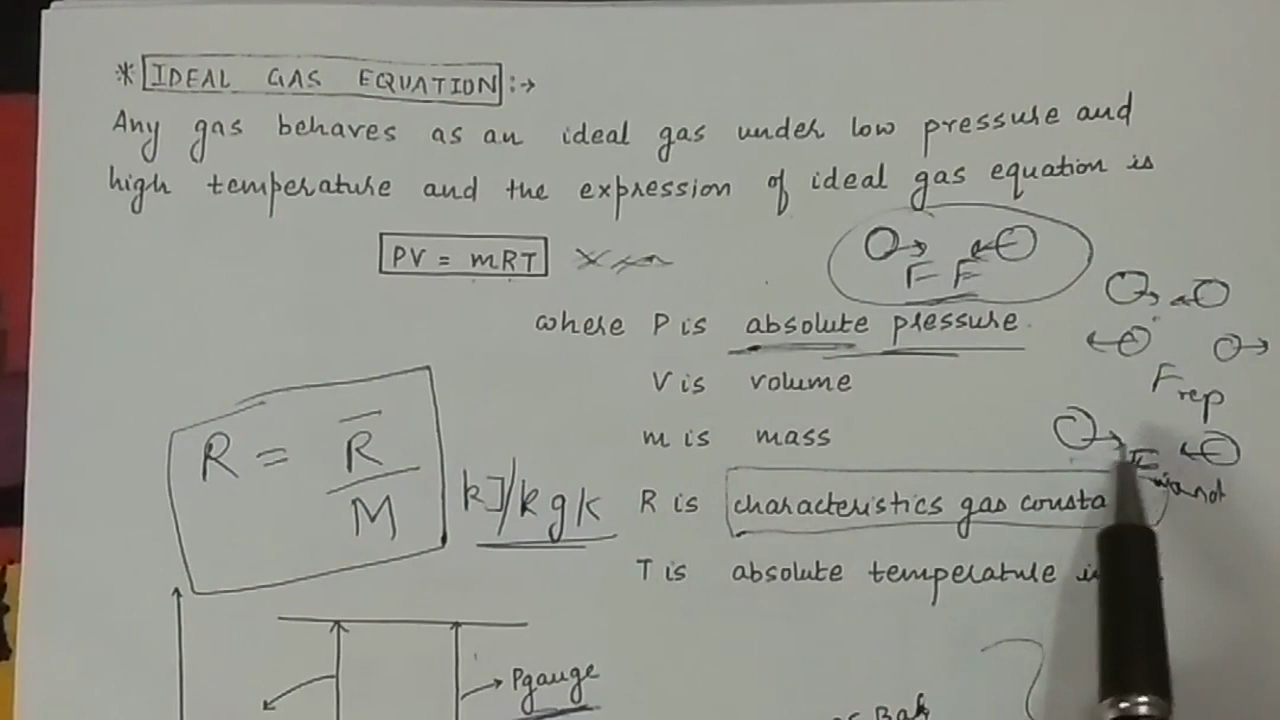 * IDEAL GAS EQUATION :→
Any gas behaves as an ideal gas under low pressure and
high temperature and the expression of ideal gas equation is
PV = mRT
F F
where P is absolute pressure.
V is volume
Frep
m is mass
R = R̅/M kJ/kgk
R is characteristics gas consta
T is absolute temperature
Pgauge